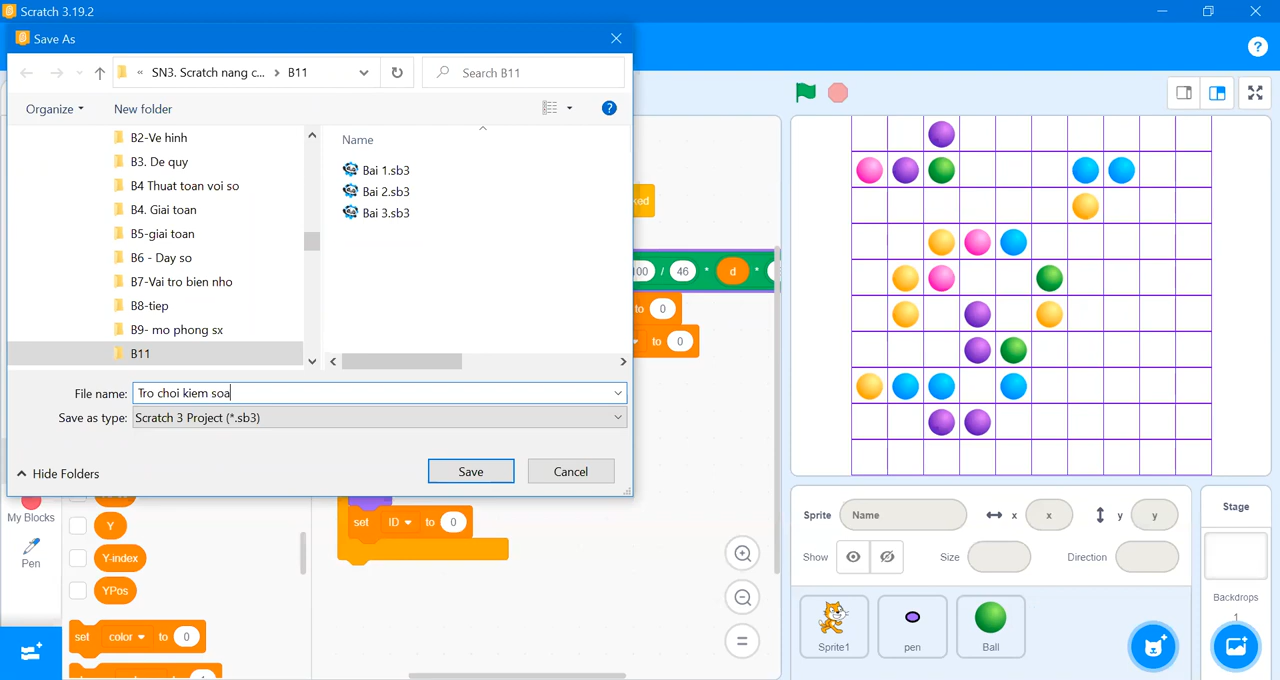 Scratch 3.19.2
Save As
« SN3. Scratch nang c... > B11
Search B11
Organize
New folder
B2-Ve hinh
B3. De quy
B4 Thuat toan voi so
B4. Giai toan
B5-giai toan
B6 - Day so
B7-Vai tro bien nho
B8-tiep
B9- mo phong sx
B11
Name
Bai 1.sb3
Bai 2.sb3
Bai 3.sb3
File name: Tro choi kiem soa
Save as type: Scratch 3 Project (*.sb3)
Hide Folders
Save
Cancel
/ 46 * d *
to 0
to 0
set ID to 0
My Blocks
Pen
Y
Y-index
YPos
set color to 0
Sprite Name x x y y
Show Size Direction
Sprite1
pen
Ball
Stage
Backdrops
1